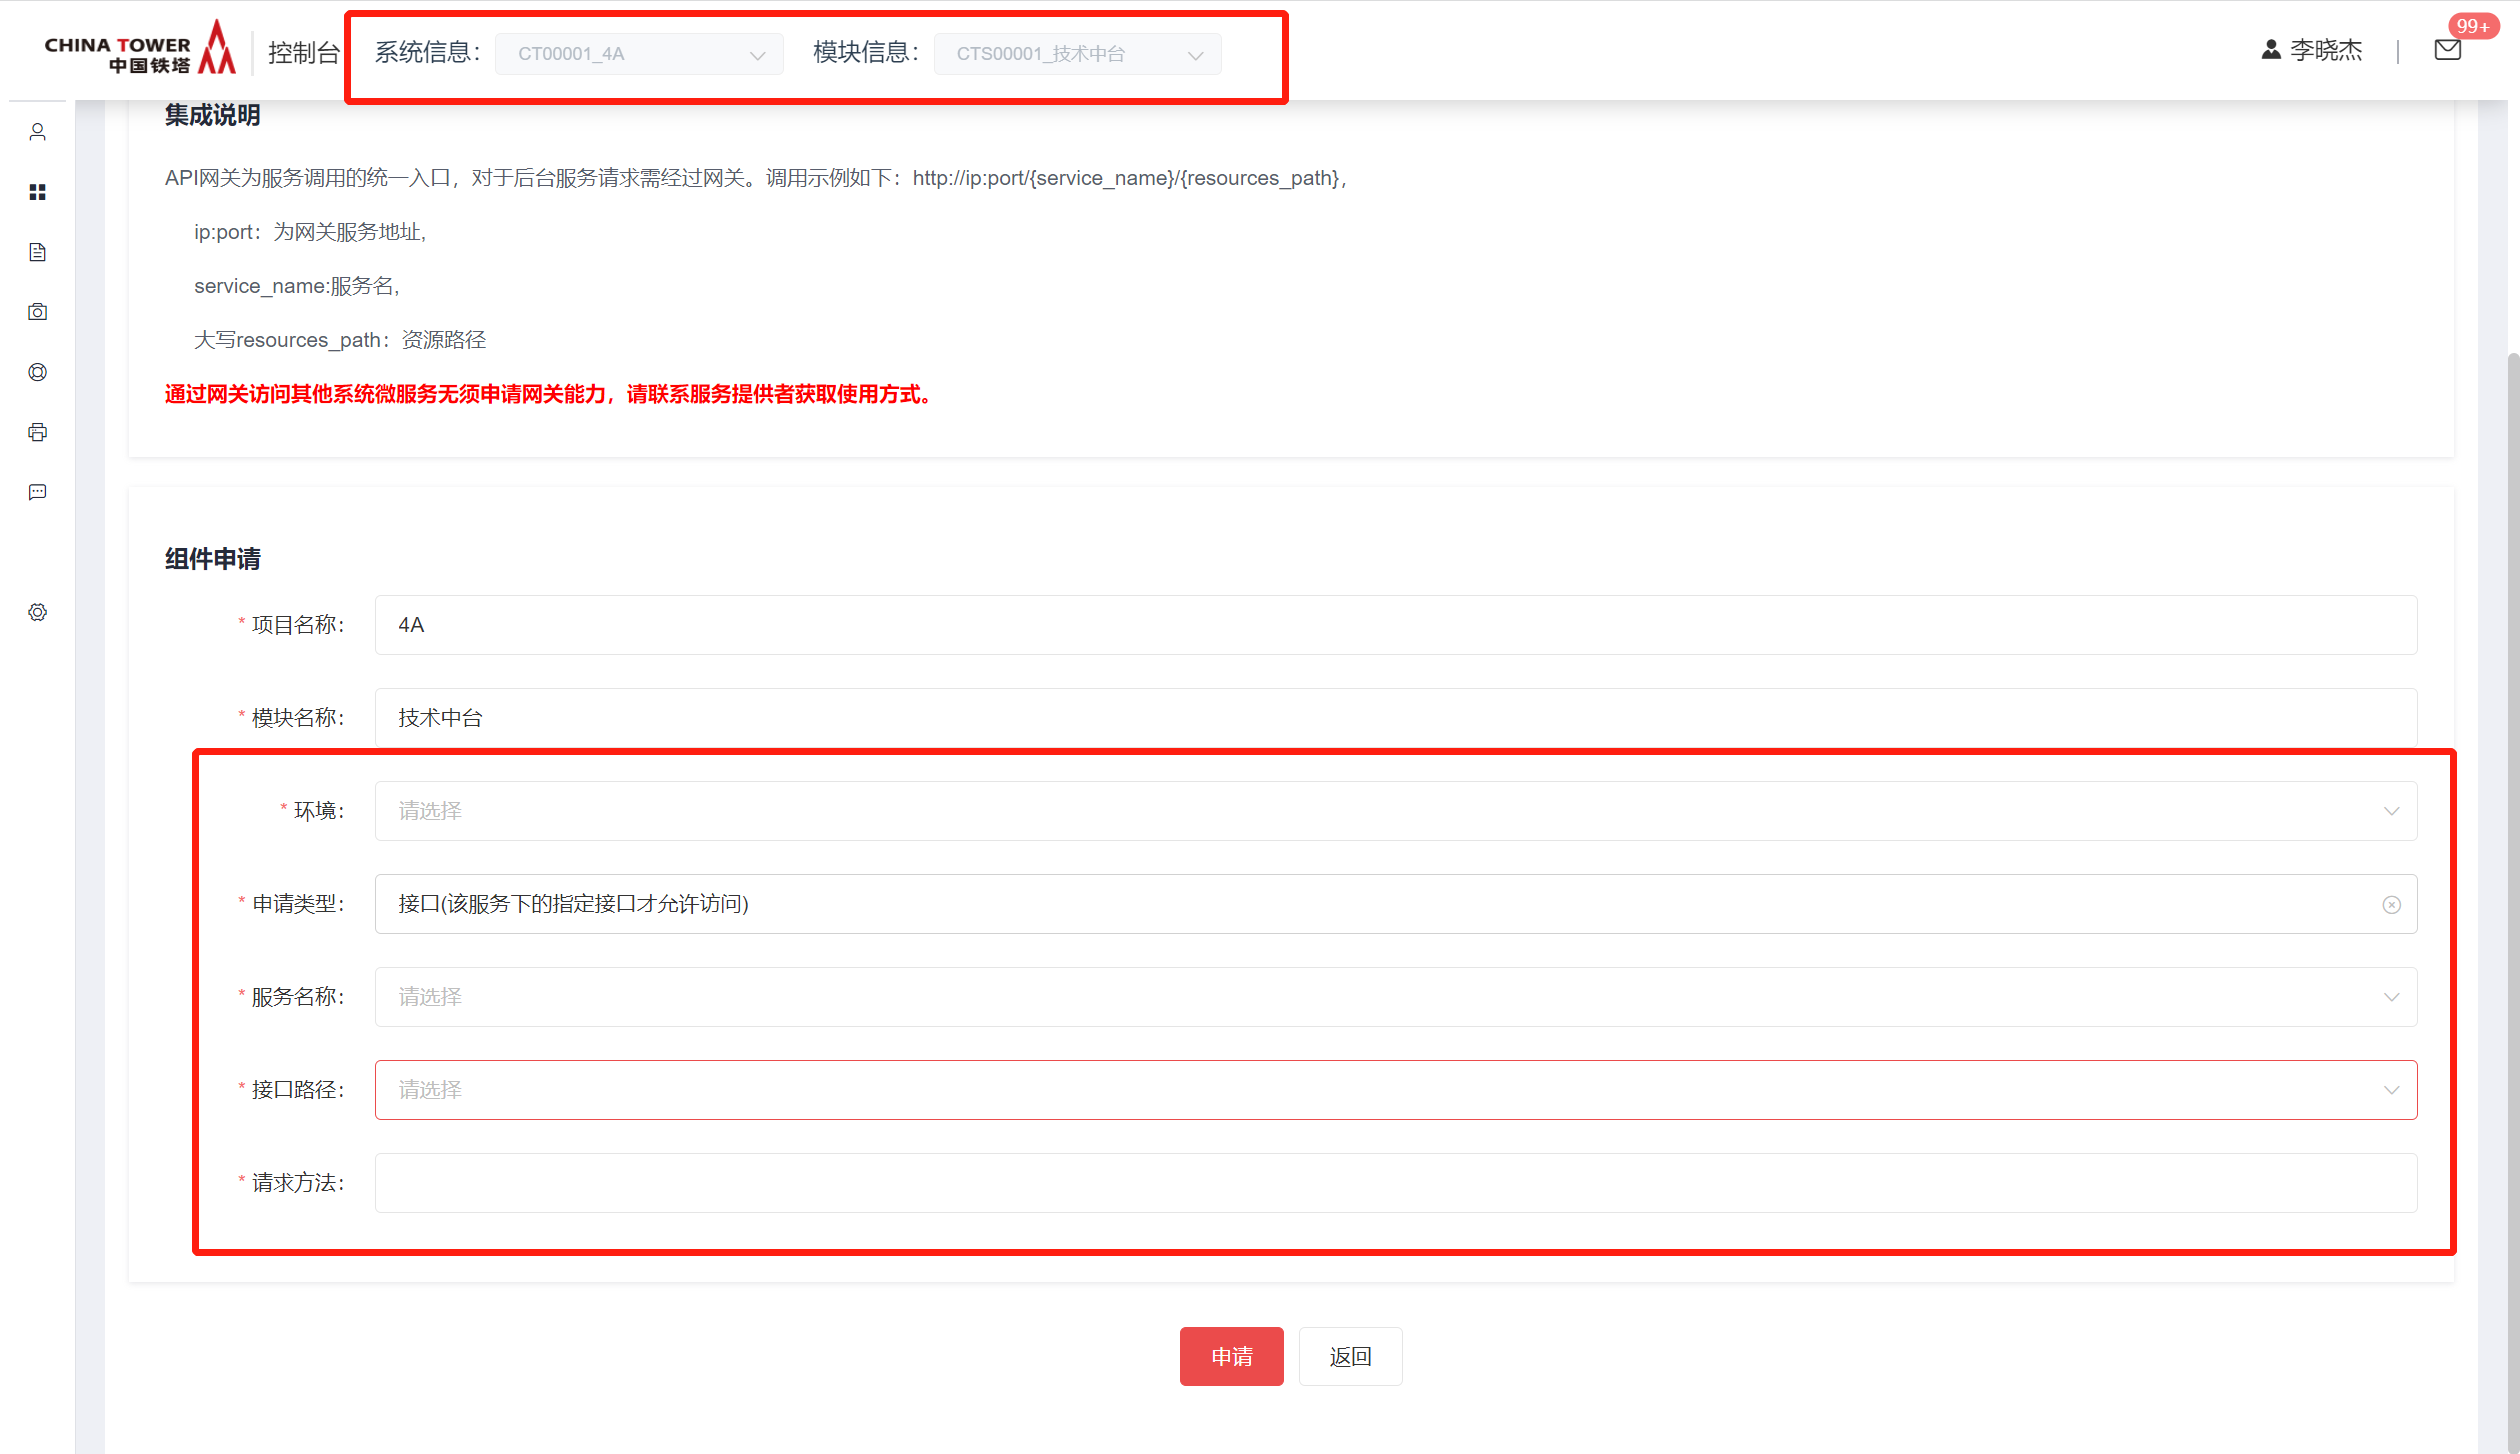 CHINA TOWER
中国铁塔
控制台
系统信息： CT00001_4A 模块信息： CTS00001_技术中台
李晓杰
99+
集成说明
API网关为服务调用的统一入口，对于后台服务请求需经过网关。调用示例如下：http://ip:port/{service_name}/{resources_path}，
ip:port：为网关服务地址,
service_name:服务名,
大写resources_path：资源路径
通过网关访问其他系统微服务无须申请网关能力，请联系服务提供者获取使用方式。
组件申请
* 项目名称： 4A
* 模块名称： 技术中台
* 环境： 请选择
* 申请类型： 接口(该服务下的指定接口才允许访问)
* 服务名称： 请选择
* 接口路径： 请选择
* 请求方法：
申请 返回